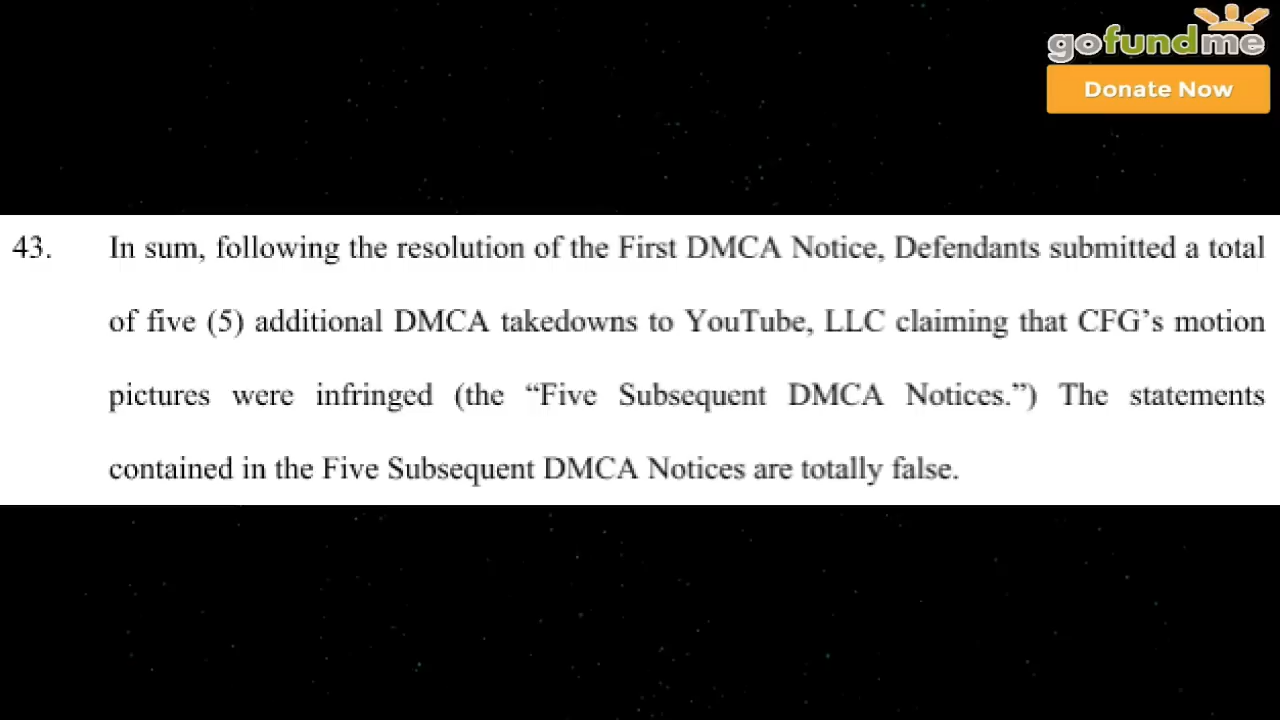 gofundme
Donate Now
43. In sum, following the resolution of the First DMCA Notice, Defendants submitted a total
of five (5) additional DMCA takedowns to YouTube, LLC claiming that CFG’s motion
pictures were infringed (the “Five Subsequent DMCA Notices.”) The statements
contained in the Five Subsequent DMCA Notices are totally false.